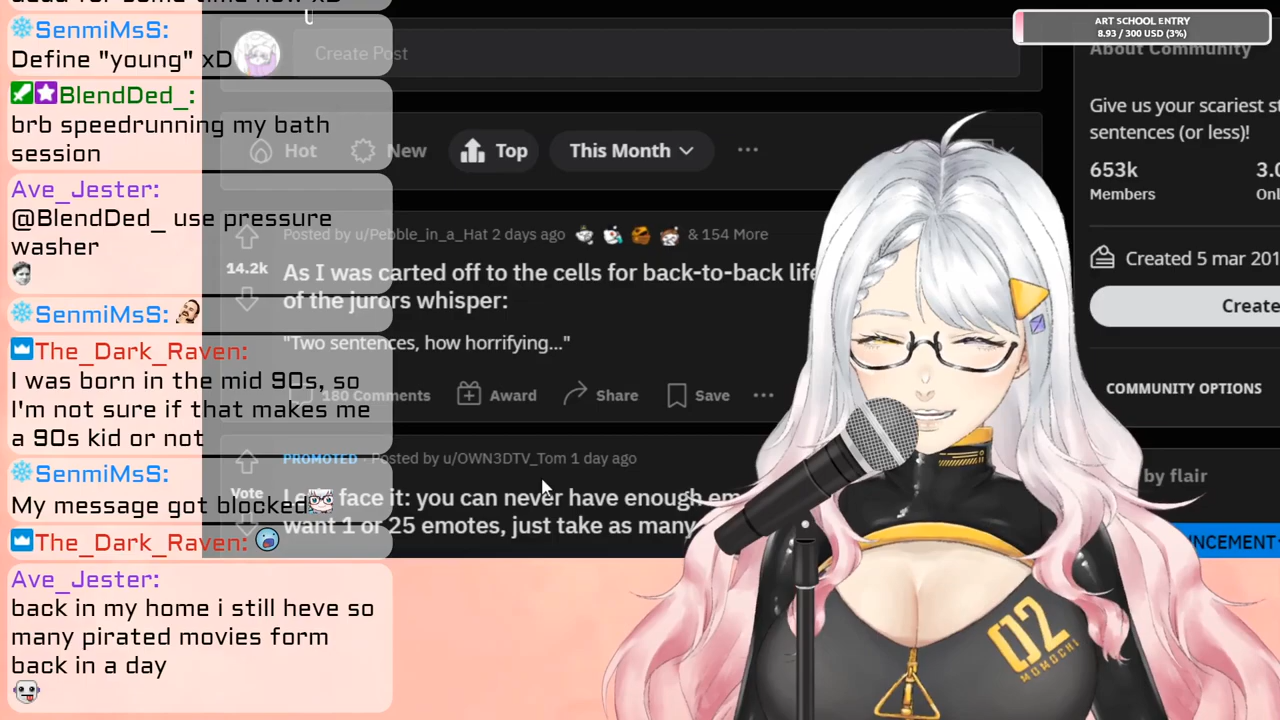 SenmiMsS:
Define "young" xD
BlendDed_:
brb speedrunning my bath
session
Ave_Jester:
@BlendDed_ use pressure
washer
SenmiMsS:
The_Dark_Raven:
I was born in the mid 90s, so
I'm not sure if that makes me
a 90s kid or not
SenmiMsS:
My message got blocked
The_Dark_Raven:
Ave_Jester:
back in my home i still heve so
many pirated movies form
back in a day
u
Create Post
Hot New Top This Month
Posted by u/Pebble_in_a_Hat 2 days ago & 154 More
14.2k
As I was carted off to the cells for back-to-back life
of the jurors whisper:
"Two sentences, how horrifying..."
180 Comments Award Share Save
PROMOTED · Posted by u/OWN3DTV_Tom 1 day ago
Vote
face it: you can never have enough em
want 1 or 25 emotes, just take as many
ART SCHOOL ENTRY
8.93 / 300 USD (3%)
About Community
Give us your scariest st
sentences (or less)!
653k 3.0
Members Onl
Created 5 mar 201
Create
COMMUNITY OPTIONS
by flair
NCEMENT
02
MOMOCHI